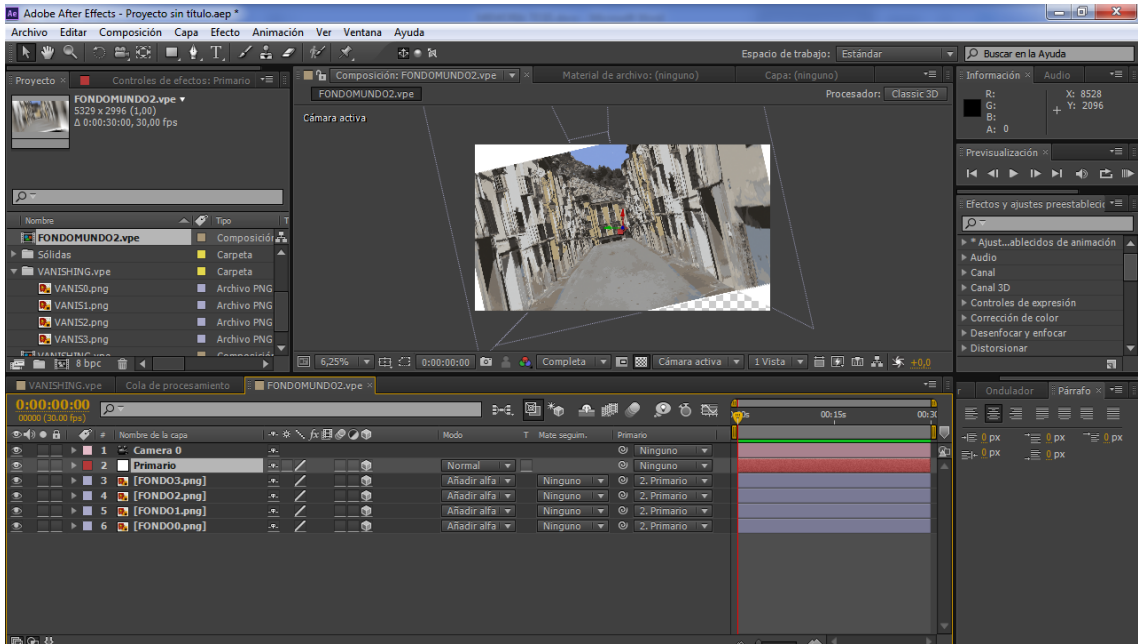 Adobe After Effects - Proyecto sin título.aep *
Archivo Editar Composición Capa Efecto Animación Ver Ventana Ayuda
Espacio de trabajo: Estándar
Buscar en la Ayuda
Proyecto
Controles de efectos: Primario
Composición: FONDOMUNDO2.vpe
Material de archivo: (ninguno)
Capa: (ninguno)
Información
Audio
FONDOMUNDO2.vpe
5329 x 2996 (1,00)
Δ 0:00:30:00, 30,00 fps
FONDOMUNDO2.vpe
Procesador: Classic 3D
Cámara activa
R:
G:
B:
A: 0
X: 8528
Y: 2096
Previsualización
Efectos y ajustes preestableci
* Ajust...ablecidos de animación
Audio
Canal
Canal 3D
Controles de expresión
Corrección de color
Desenfocar y enfocar
Distorsionar
Nombre Tipo
FONDOMUNDO2.vpe Composició
Sólidas Carpeta
VANISHING.vpe Carpeta
VANIS0.png Archivo PNG
VANIS1.png Archivo PNG
VANIS2.png Archivo PNG
VANIS3.png Archivo PNG
8 bpc
6,25% 0:00:00:00 Completa Cámara activa 1 Vista +0,0
VANISHING.vpe Cola de procesamiento FONDOMUNDO2.vpe
r Ondulador Párrafo
0:00:00:00
00000 (30.00 fps)
00:15s 00:30
# Nombre de la capa fx Modo T Mate seguim. Primario
1 Camera 0 Ninguno
2 Primario Normal Ninguno
3 [FONDO3.png] Añadir alfa Ninguno 2. Primario
4 [FONDO2.png] Añadir alfa Ninguno 2. Primario
5 [FONDO1.png] Añadir alfa Ninguno 2. Primario
6 [FONDO0.png] Añadir alfa Ninguno 2. Primario
0 px 0 px 0 px
0 px 0 px